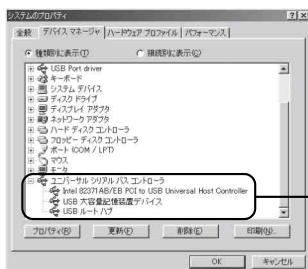 システムのプロパティ
全般 デバイス マネージャ ハードウェア プロファイル パフォーマンス
種類別に表示(T) 接続別に表示(C)
USB Port driver
キーボード
システム デバイス
ディスク ドライブ
ディスプレイ アダプタ
ネットワーク アダプタ
ハード ディスク コントローラ
フロッピー ディスク コントローラ
ポート (COM / LPT)
マウス
モニタ
ユニバーサル シリアル バス コントローラ
Intel 82371AB/EB PCI to USB Universal Host Controller
USB 大容量記憶装置デバイス
USB ルート ハブ
プロパティ(R) 更新(F) 削除(E) 印刷(N)...
OK キャンセル